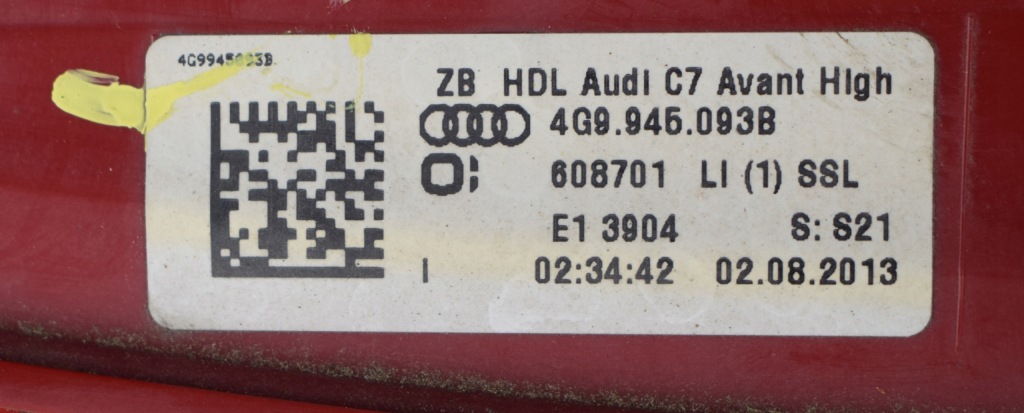 4G9945093B
ZB HDL Audi C7 Avant High
4G9.945.093B
608701 LI (1) SSL
E1 3904 S: S21
I 02:34:42 02.08.2013